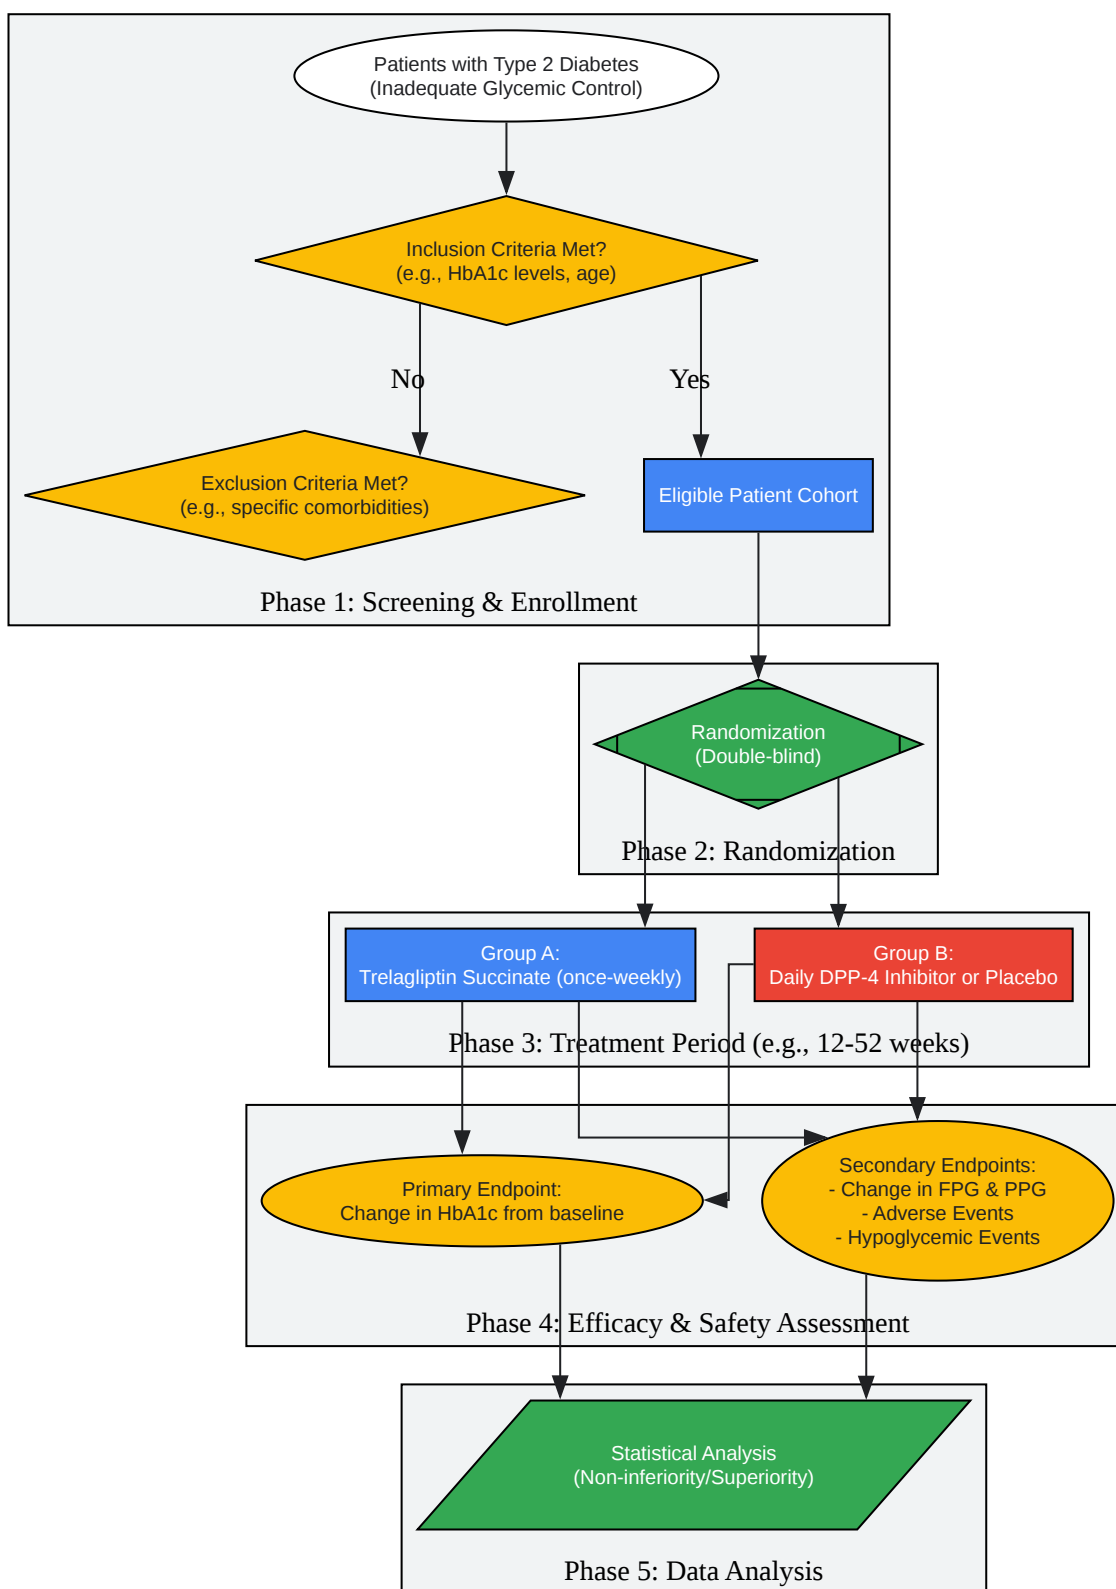 Patients with Type 2 Diabetes
(Inadequate Glycemic Control)
Inclusion Criteria Met?
(e.g., HbA1c levels, age)
No
Yes
Exclusion Criteria Met?
(e.g., specific comorbidities)
Eligible Patient Cohort
Phase 1: Screening & Enrollment
Randomization
(Double-blind)
Phase 2: Randomization
Group A:
Trelagliptin Succinate (once-weekly)
Group B:
Daily DPP-4 Inhibitor or Placebo
Phase 3: Treatment Period (e.g., 12-52 weeks)
Primary Endpoint:
Change in HbA1c from baseline
Secondary Endpoints:
- Change in FPG & PPG
- Adverse Events
- Hypoglycemic Events
Phase 4: Efficacy & Safety Assessment
Statistical Analysis
(Non-inferiority/Superiority)
Phase 5: Data Analysis